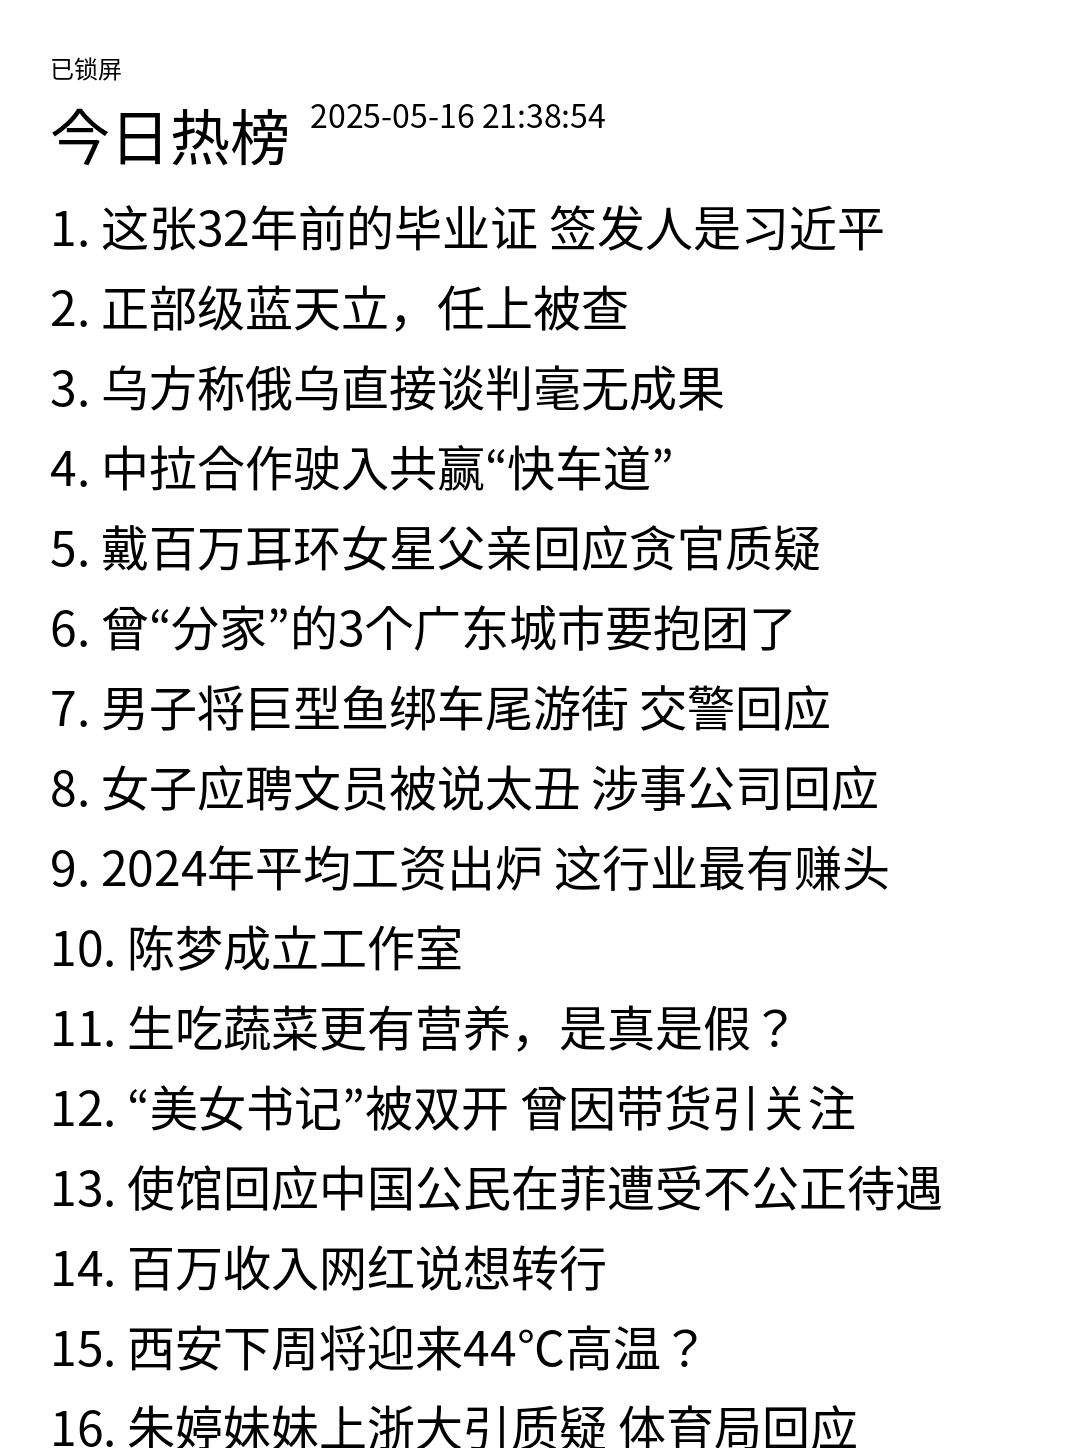 已锁屏
今日热榜 2025-05-16 21:38:54
1. 这张32年前的毕业证 签发人是习近平
2. 正部级蓝天立，任上被查
3. 乌方称俄乌直接谈判毫无成果
4. 中拉合作驶入共赢“快车道”
5. 戴百万耳环女星父亲回应贪官质疑
6. 曾“分家”的3个广东城市要抱团了
7. 男子将巨型鱼绑车尾游街 交警回应
8. 女子应聘文员被说太丑 涉事公司回应
9. 2024年平均工资出炉 这行业最有赚头
10. 陈梦成立工作室
11. 生吃蔬菜更有营养，是真是假？
12. “美女书记”被双开 曾因带货引关注
13. 使馆回应中国公民在菲遭受不公正待遇
14. 百万收入网红说想转行
15. 西安下周将迎来44℃高温？
16. 朱婷妹妹上浙大引质疑 体育局回应